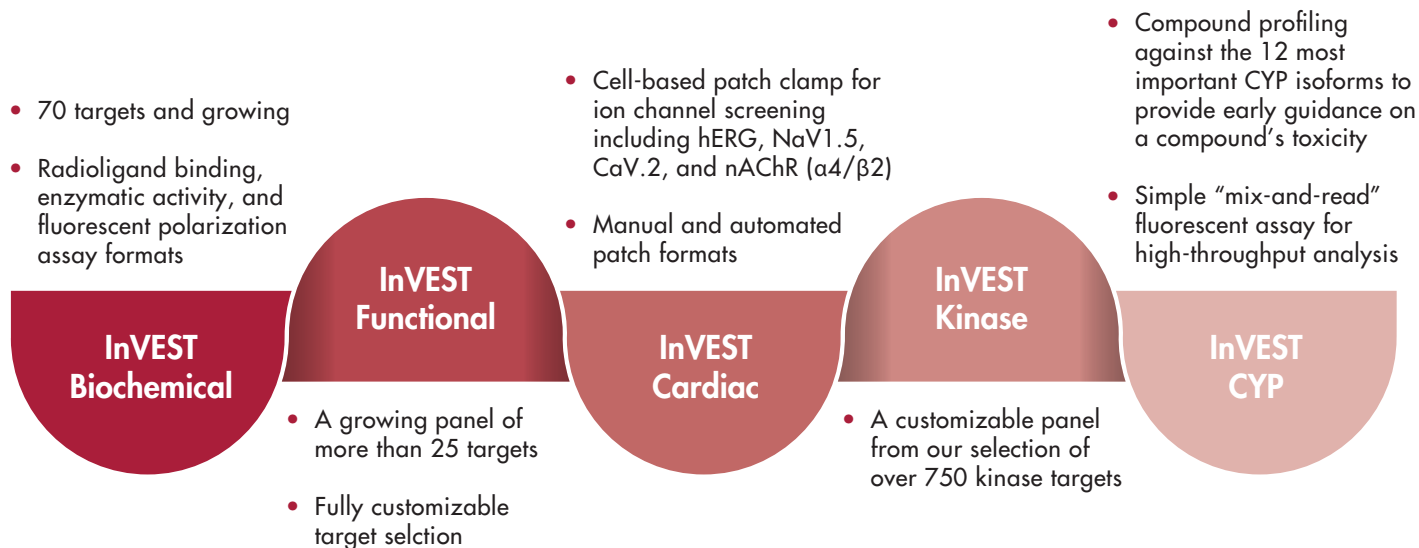 • 70 targets and growing
• Radioligand binding,
enzymatic activity, and
fluorescent polarization
assay formats
InVEST
Biochemical
InVEST
Functional
• A growing panel of
more than 25 targets
• Fully customizable
target selction
• Cell-based patch clamp for
ion channel screening
including hERG, NaV1.5,
CaV.2, and nAChR (α4/β2)
• Manual and automated
patch formats
InVEST
Cardiac
InVEST
Kinase
• A customizable panel
from our selection of
over 750 kinase targets
• Compound profiling
against the 12 most
important CYP isoforms to
provide early guidance on
a compound’s toxicity
• Simple “mix-and-read”
fluorescent assay for
high-throughput analysis
InVEST
CYP